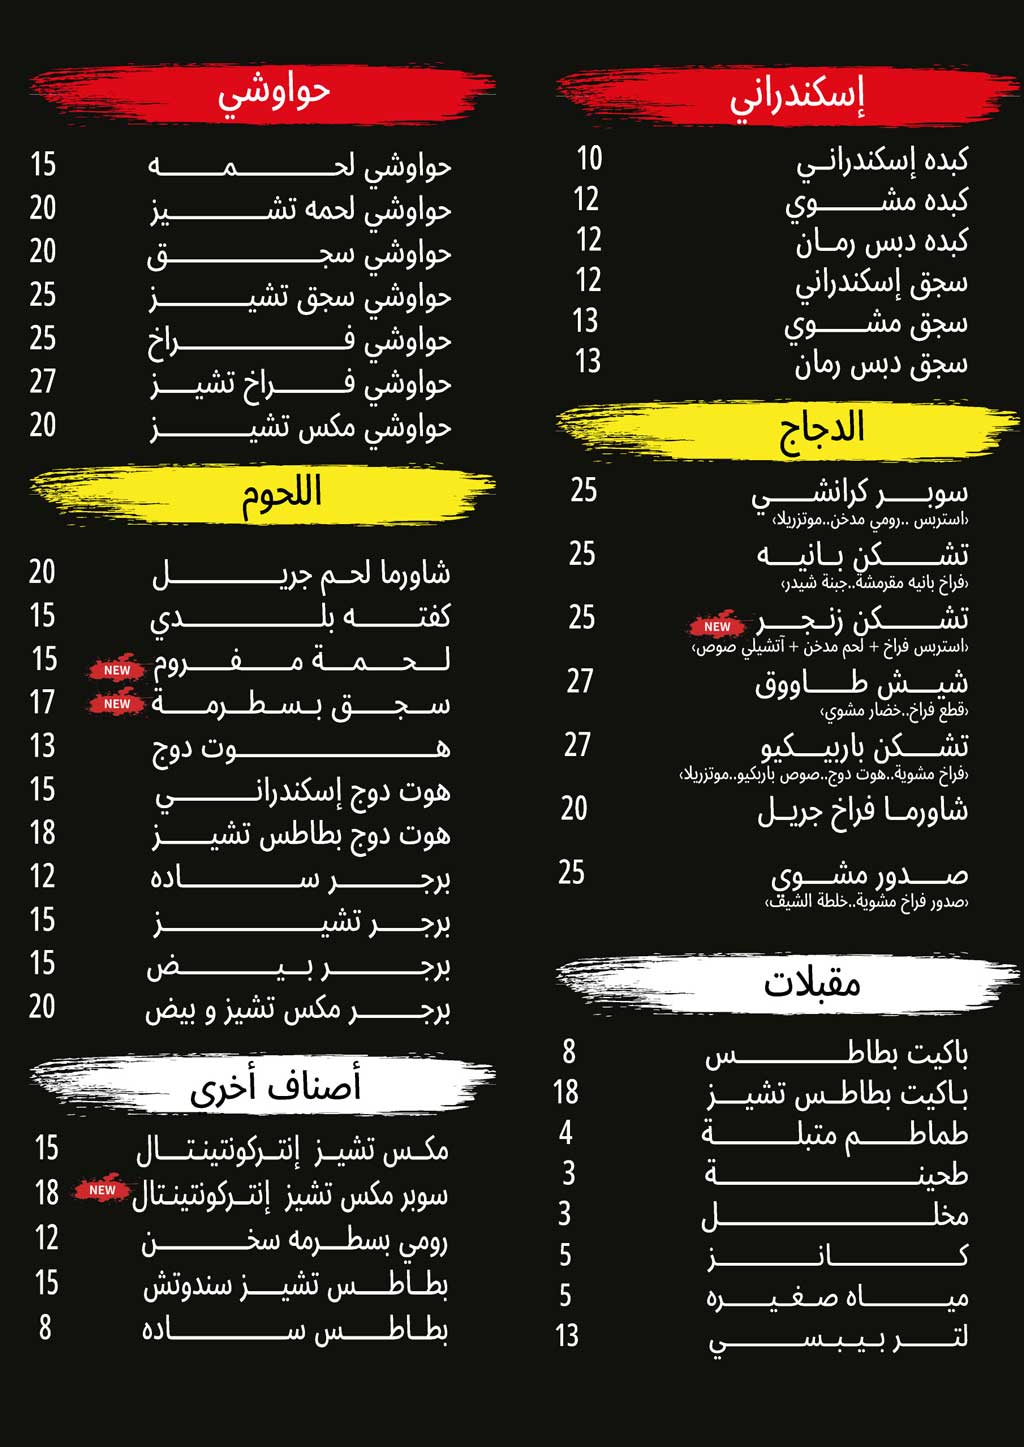 إسكندراني
كبده إسكندراني 10
كبده مشوي 12
كبده دبس رمان 12
سجق إسكندراني 12
سجق مشوي 13
سجق دبس رمان 13
الدجاج
سوبر كرانشي 25
‹استربس ..رومي مدخن..موتزريلا›
تشكن بانيه 25
‹فراخ بانيه مقرمشة..جبنة شيدر›
تشكن زنجر NEW 25
‹استربس فراخ + لحم مدخن + آتشيلي صوص›
شيش طاووق 27
‹قطع فراخ..خضار مشوي›
تشكن باربيكيو 27
‹فراخ مشوية..هوت دوج..صوص باربكيو..موتزريلا›
شاورما فراخ جريل 20
صدور مشوي 25
‹صدور فراخ مشوية..خلطة الشيف›
مقبلات
باكيت بطاطس 8
باكيت بطاطس تشيز 18
طماطم متبلة 4
طحينة 3
مخلل 3
كانز 5
مياه صغيره 5
لتر بيبسي 13
حواوشي
حواوشي لحمه 15
حواوشي لحمه تشيز 20
حواوشي سجق 20
حواوشي سجق تشيز 25
حواوشي فراخ 25
حواوشي فراخ تشيز 27
حواوشي مكس تشيز 20
اللحوم
شاورما لحم جريل 20
كفته بلدي 15
لحمة مفروم NEW 15
سجق بسطرمة NEW 17
هوت دوج 13
هوت دوج إسكندراني 15
هوت دوج بطاطس تشيز 18
برجر ساده 12
برجر تشيز 15
برجر بيض 15
برجر مكس تشيز و بيض 20
أصناف أخرى
مكس تشيز إنتركونتيننتال 15
سوبر مكس تشيز إنتركونتيننتال NEW 18
رومي بسطرمه سخن 12
بطاطس تشيز سندوتش 15
بطاطس ساده 8